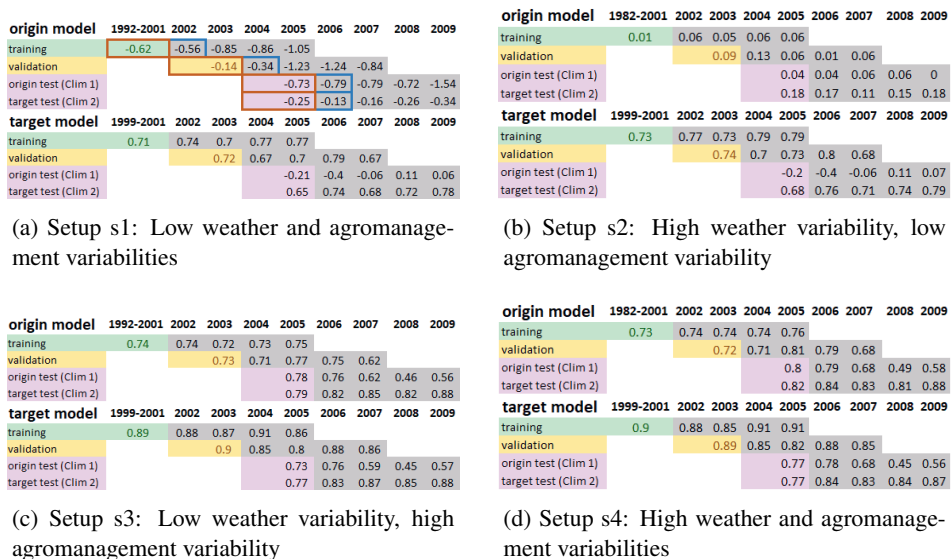 origin model 1992-2001 2002 2003 2004 2005 2006 2007 2008 2009
training -0.62 -0.56 -0.85 -0.86 -1.05
validation -0.14 -0.34 -1.23 -1.24 -0.84
origin test (Clim 1) -0.73 -0.79 -0.79 -0.72 -1.54
target test (Clim 2) -0.25 -0.13 -0.16 -0.26 -0.34
target model 1999-2001 2002 2003 2004 2005 2006 2007 2008 2009
training 0.71 0.74 0.7 0.77 0.77
validation 0.72 0.67 0.7 0.79 0.67
origin test (Clim 1) -0.21 -0.4 -0.06 0.11 0.06
target test (Clim 2) 0.65 0.74 0.68 0.72 0.78
(a) Setup s1: Low weather and agromanage-
ment variabilities
origin model 1982-2001 2002 2003 2004 2005 2006 2007 2008 2009
training 0.01 0.06 0.05 0.06 0.06
validation 0.09 0.13 0.06 0.01 0.06
origin test (Clim 1) 0.04 0.04 0.06 0.06 0
target test (Clim 2) 0.18 0.17 0.11 0.15 0.18
target model 1999-2001 2002 2003 2004 2005 2006 2007 2008 2009
training 0.73 0.77 0.73 0.79 0.79
validation 0.74 0.7 0.73 0.8 0.68
origin test (Clim 1) -0.2 -0.4 -0.06 0.11 0.07
target test (Clim 2) 0.68 0.76 0.71 0.74 0.79
(b) Setup s2: High weather variability, low
agromanagement variability
origin model 1992-2001 2002 2003 2004 2005 2006 2007 2008 2009
training 0.74 0.74 0.72 0.73 0.75
validation 0.73 0.71 0.77 0.75 0.62
origin test (Clim 1) 0.78 0.76 0.62 0.46 0.56
target test (Clim 2) 0.79 0.82 0.85 0.82 0.88
target model 1999-2001 2002 2003 2004 2005 2006 2007 2008 2009
training 0.89 0.88 0.87 0.91 0.86
validation 0.9 0.85 0.8 0.88 0.86
origin test (Clim 1) 0.73 0.76 0.59 0.45 0.57
target test (Clim 2) 0.77 0.83 0.87 0.85 0.88
(c) Setup s3: Low weather variability, high
agromanagement variability
origin model 1982-2001 2002 2003 2004 2005 2006 2007 2008 2009
training 0.73 0.74 0.74 0.74 0.76
validation 0.72 0.71 0.81 0.79 0.68
origin test (Clim 1) 0.8 0.79 0.68 0.49 0.58
target test (Clim 2) 0.82 0.84 0.83 0.81 0.88
target model 1999-2001 2002 2003 2004 2005 2006 2007 2008 2009
training 0.9 0.88 0.85 0.91 0.91
validation 0.89 0.85 0.82 0.88 0.85
origin test (Clim 1) 0.77 0.78 0.68 0.45 0.56
target test (Clim 2) 0.77 0.84 0.83 0.84 0.87
(d) Setup s4: High weather and agromanage-
ment variabilities